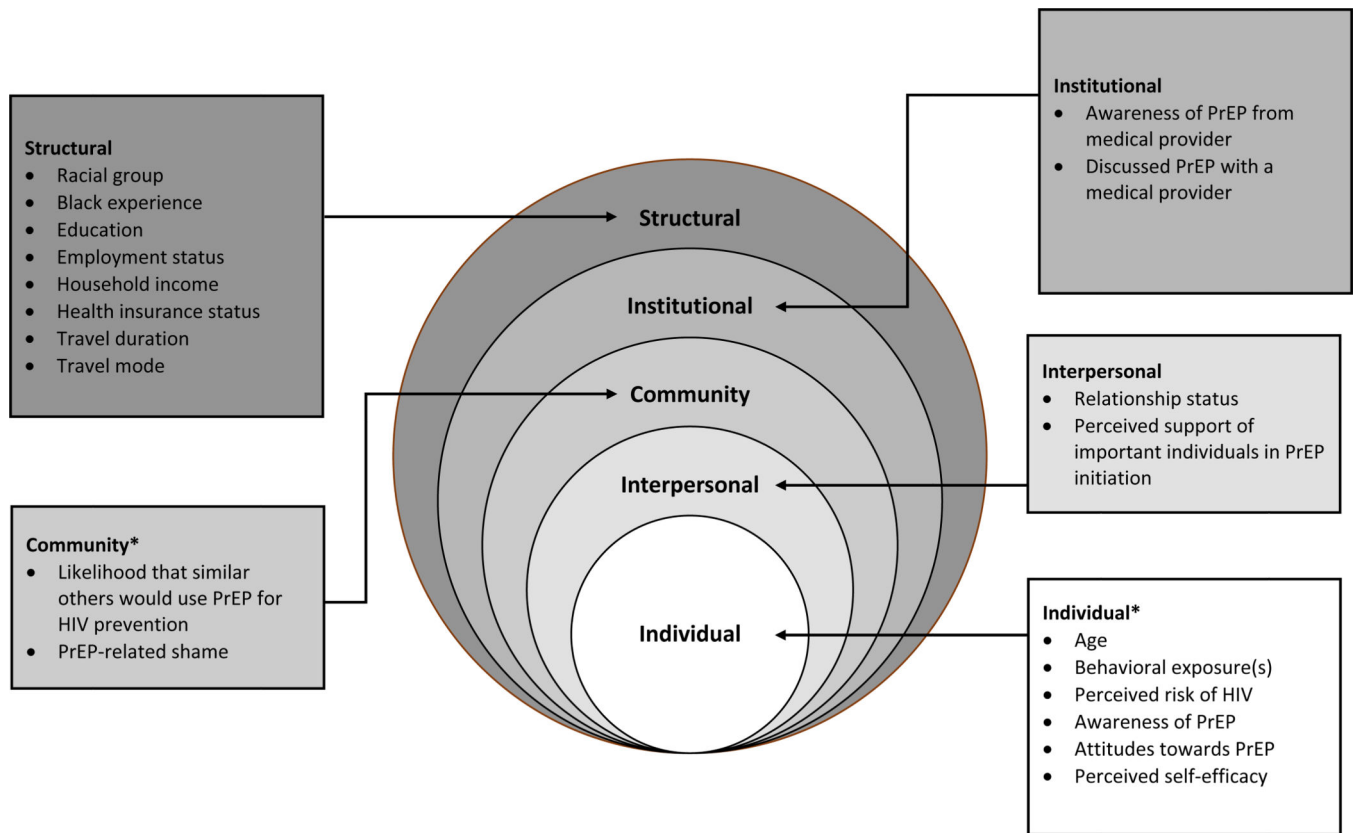 Structural
• Racial group
• Black experience
• Education
• Employment status
• Household income
• Health insurance status
• Travel duration
• Travel mode
Community*
• Likelihood that similar
others would use PrEP for
HIV prevention
• PrEP-related shame
Structural
Institutional
Community
Interpersonal
Individual
Institutional
• Awareness of PrEP from
medical provider
• Discussed PrEP with a
medical provider
Interpersonal
• Relationship status
• Perceived support of
important individuals in PrEP
initiation
Individual*
• Age
• Behavioral exposure(s)
• Perceived risk of HIV
• Awareness of PrEP
• Attitudes towards PrEP
• Perceived self-efficacy